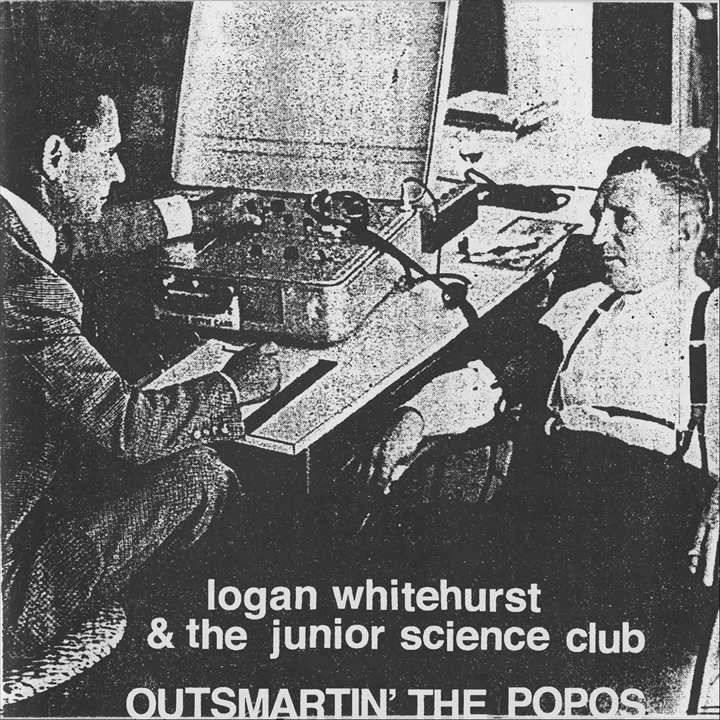 logan whitehurst
& the junior science club
OUTSMARTIN' THE POPOS